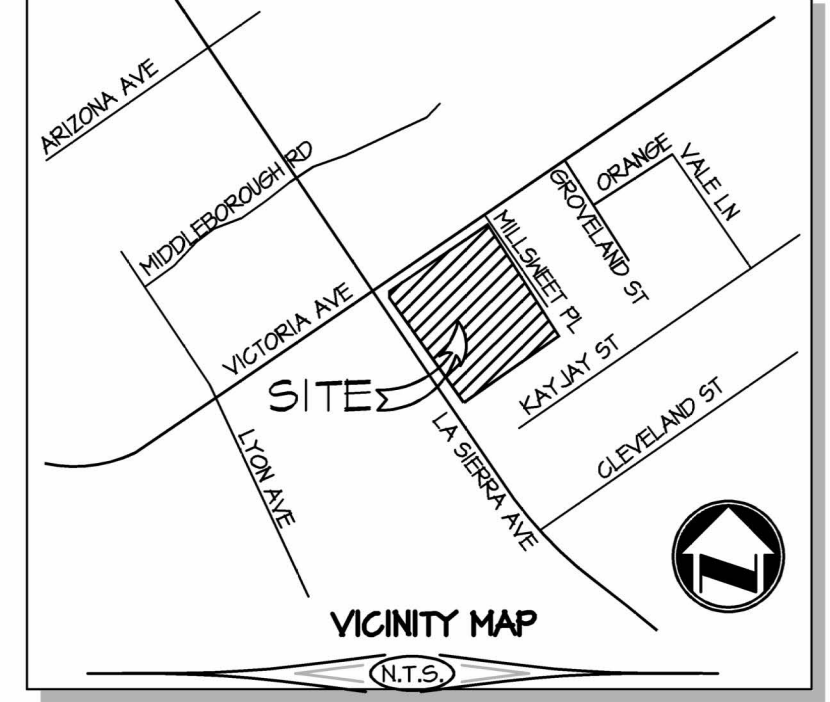 ARIZONA AVE
MIDDLEBOROUGH RD
ORANGE
VALE LN
GROVELAND ST
MILLSWEET PL
VICTORIA AVE
KAYJAY ST
SITE
CLEVELAND ST
LA SIERRA AVE
LYON AVE
N
VICINITY MAP
N.T.S.